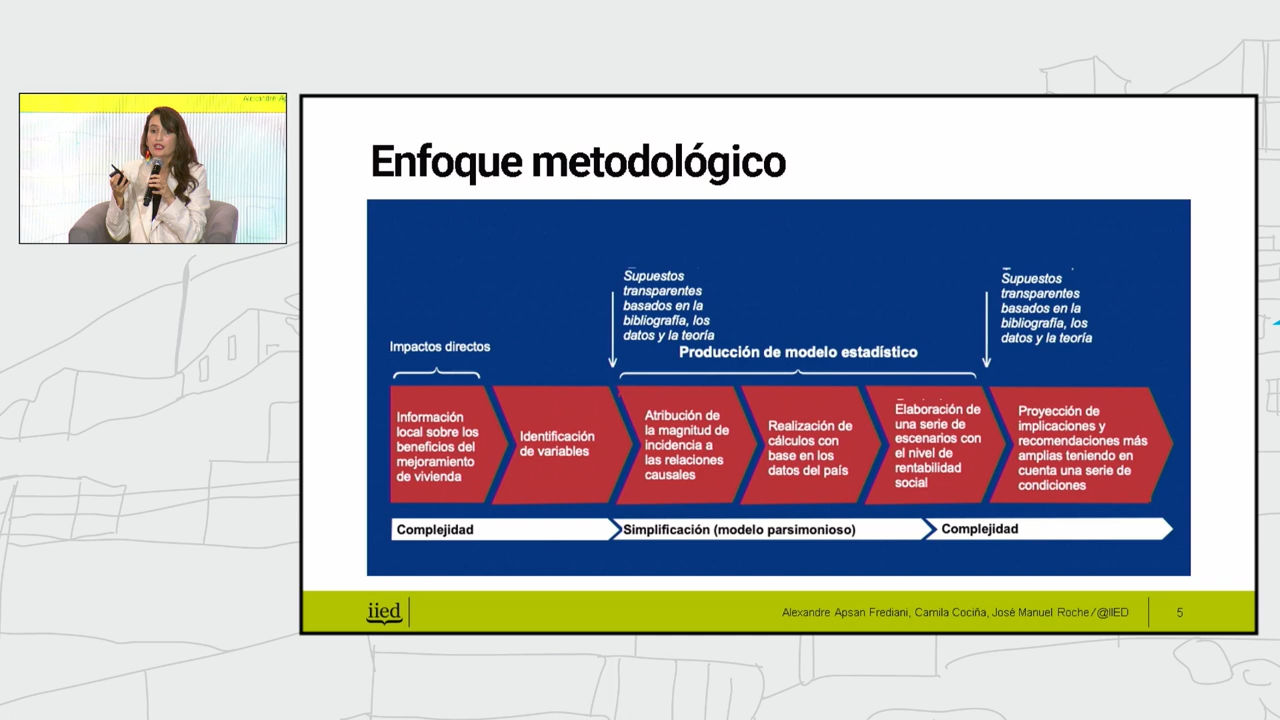 Alexandre Ap
Enfoque metodológico
Supuestos
transparentes
basados en la
bibliografía, los
datos y la teoría
Supuestos
transparentes
basados en la
bibliografía, los
datos y la teoría
Impactos directos
Producción de modelo estadístico
Información
local sobre los
beneficios del
mejoramiento
de vivienda
Identificación
de variables
Atribución de
la magnitud de
incidencia a
las relaciones
causales
Realización de
cálculos con
base en los
datos del país
Elaboración de
una serie de
escenarios con
el nivel de
rentabilidad
social
Proyección de
implicaciones y
recomendaciones más
amplias teniendo en
cuenta una serie de
condiciones
Complejidad
Simplificación (modelo parsimonioso)
Complejidad
iied
Alexandre Apsan Frediani, Camila Cociña, José Manuel Roche/@IIED
5